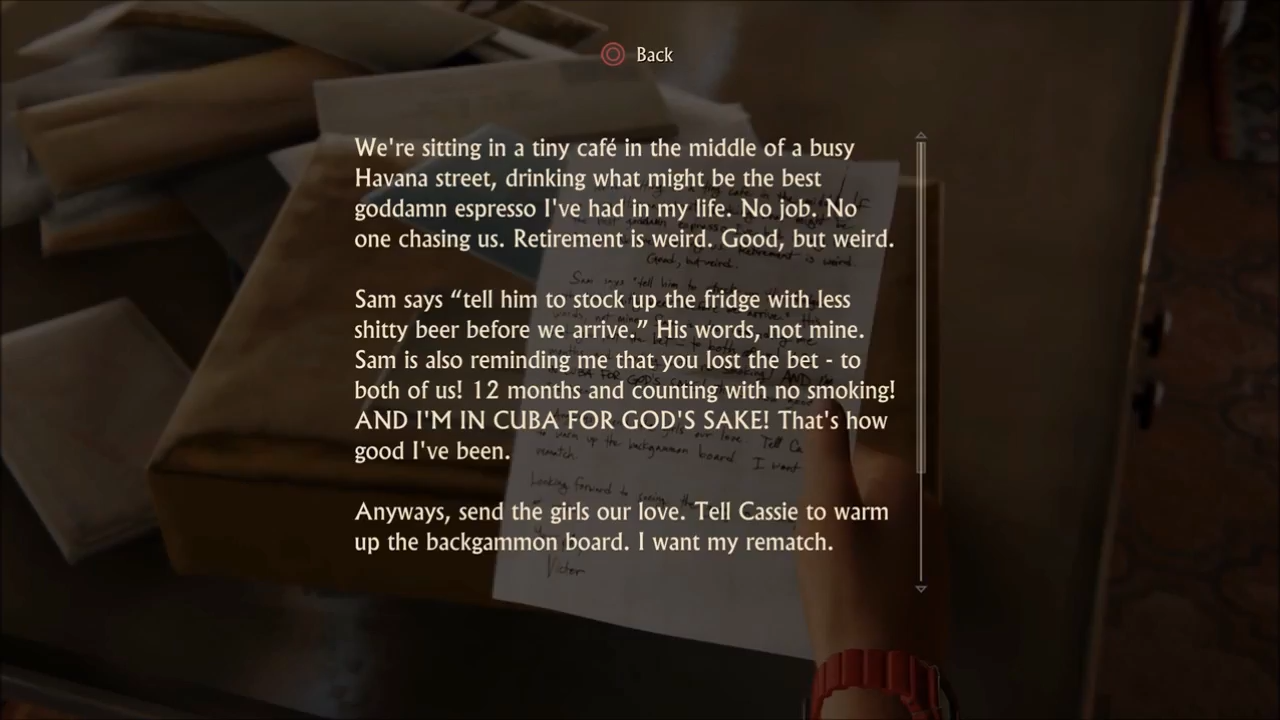 Back
We're sitting in a tiny café in the middle of a busy
Havana street, drinking what might be the best
goddamn espresso I've had in my life. No job. No
one chasing us. Retirement is weird. Good, but weird.
Sam says “tell him to stock up the fridge with less
shitty beer before we arrive.” His words, not mine.
Sam is also reminding me that you lost the bet - to
both of us! 12 months and counting with no smoking!
AND I'M IN CUBA FOR GOD'S SAKE! That's how
good I've been.
Anyways, send the girls our love. Tell Cassie to warm
up the backgammon board. I want my rematch.
Looking forward to seeing
Victor